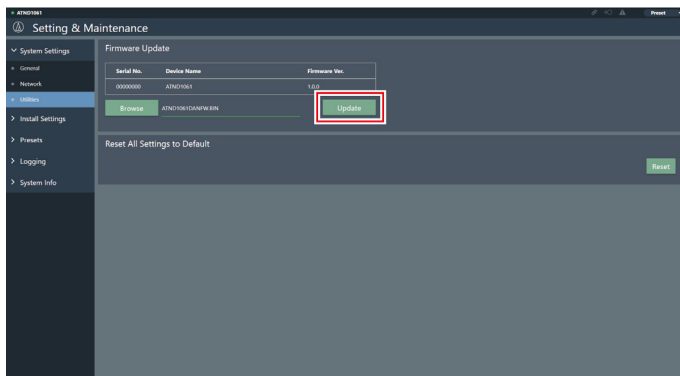 ATND1061
Preset
Setting & Maintenance
System Settings
General
Network
Utilities
Install Settings
Presets
Logging
System Info
Firmware Update
Serial No. Device Name Firmware Ver.
00000000 ATND1061 1.0.0
Browse ATND1061DANFW.BIN Update
Reset All Settings to Default
Reset